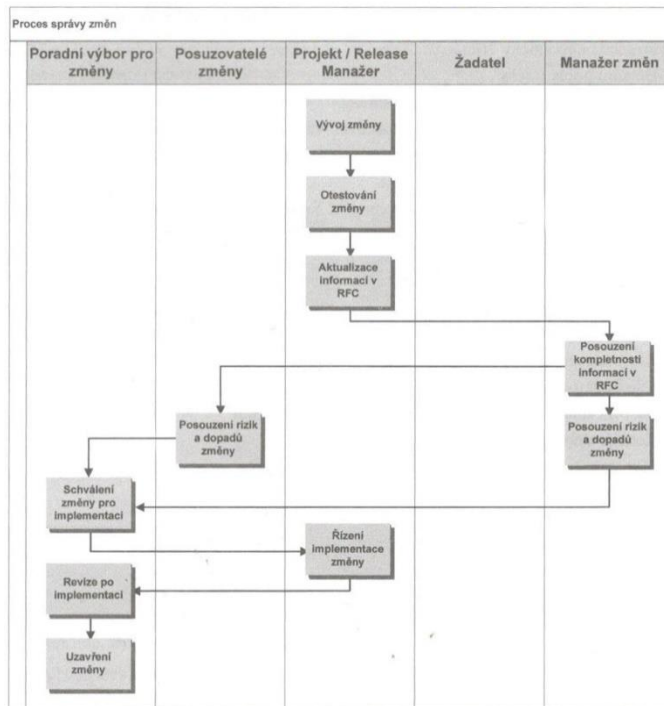 Proces správy změn
Poradní výbor pro
změny
Posuzovatelé
změny
Projekt / Release
Manažer
Žadatel
Manažer změn
Vývoj změny
Otestování
změny
Aktualizace
informací v
RFC
Posouzení
kompletnosti
informací v
RFC
Posouzení rizik
a dopadů
změny
Posouzení rizik
a dopadů
změny
Schválení
změny pro
implementaci
Řízení
implementace
změny
Revize po
implementaci
Uzavření
změny